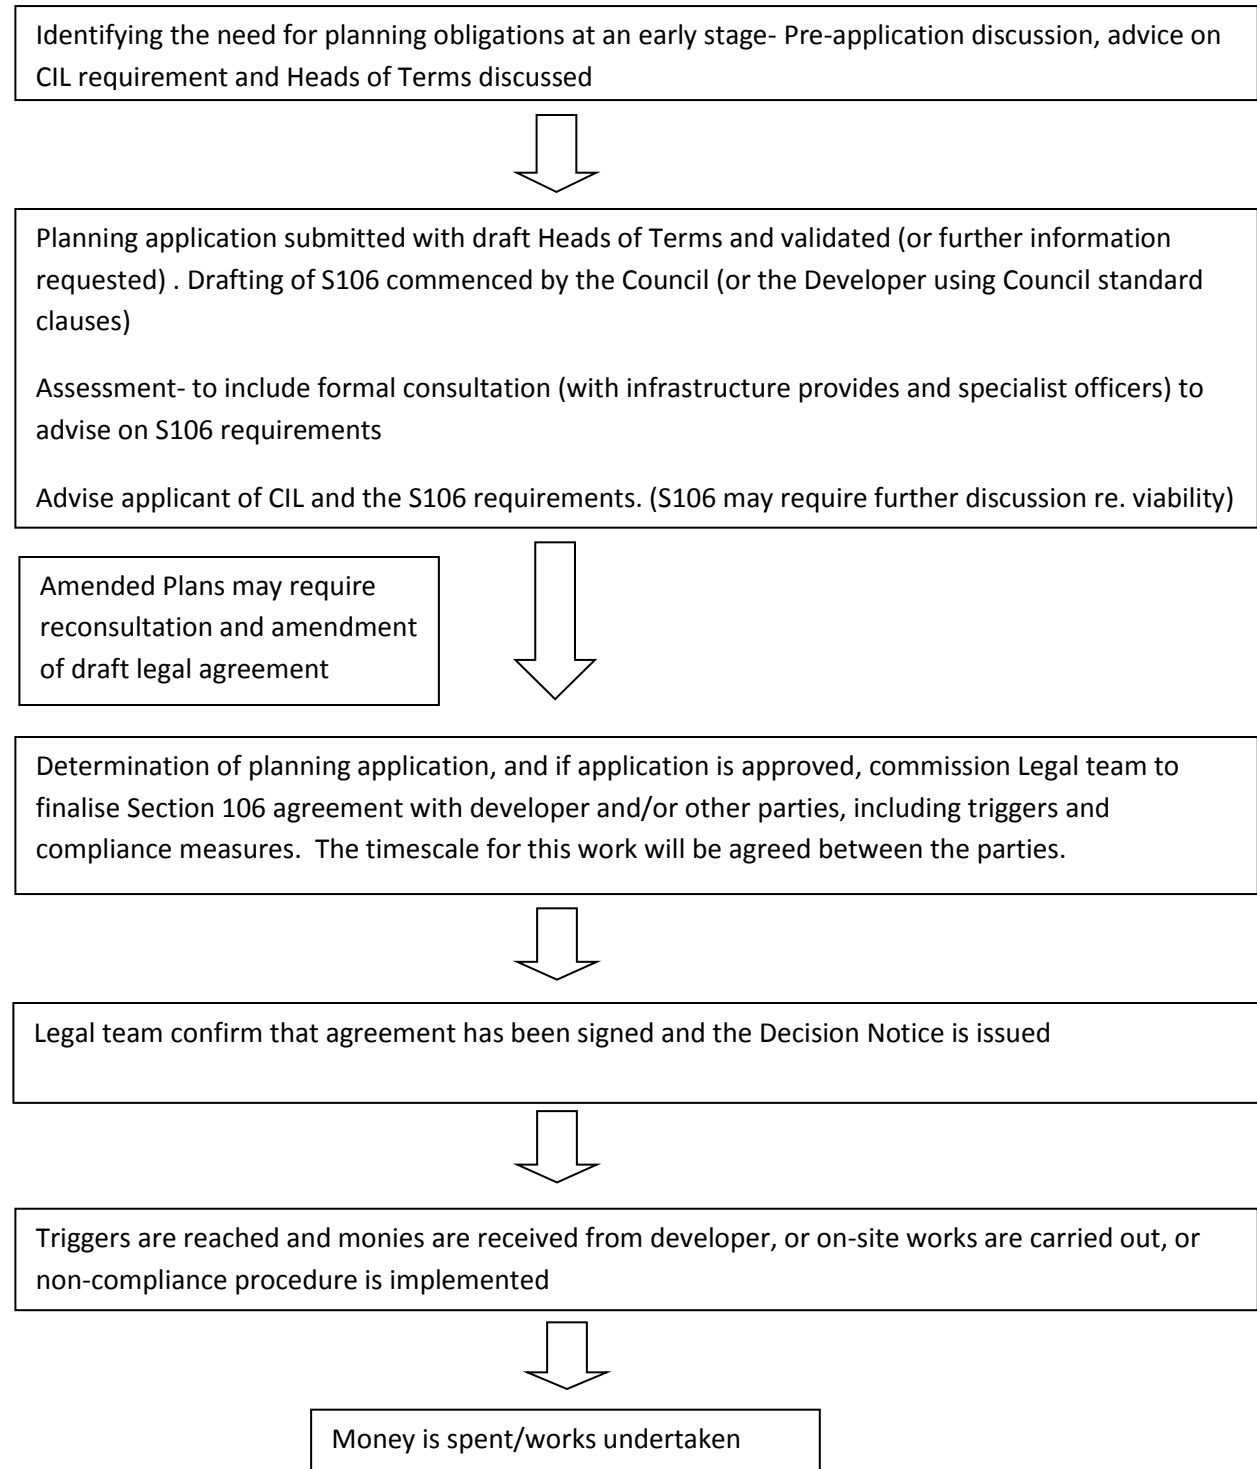 Identifying the need for planning obligations at an early stage- Pre-application discussion, advice on
CIL requirement and Heads of Terms discussed
Planning application submitted with draft Heads of Terms and validated (or further information
requested) . Drafting of S106 commenced by the Council (or the Developer using Council standard
clauses)
Assessment- to include formal consultation (with infrastructure provides and specialist officers) to
advise on S106 requirements
Advise applicant of CIL and the S106 requirements. (S106 may require further discussion re. viability)
Amended Plans may require
reconsultation and amendment
of draft legal agreement
Determination of planning application, and if application is approved, commission Legal team to
finalise Section 106 agreement with developer and/or other parties, including triggers and
compliance measures.  The timescale for this work will be agreed between the parties.
Legal team confirm that agreement has been signed and the Decision Notice is issued
Triggers are reached and monies are received from developer, or on-site works are carried out, or
non-compliance procedure is implemented
Money is spent/works undertaken